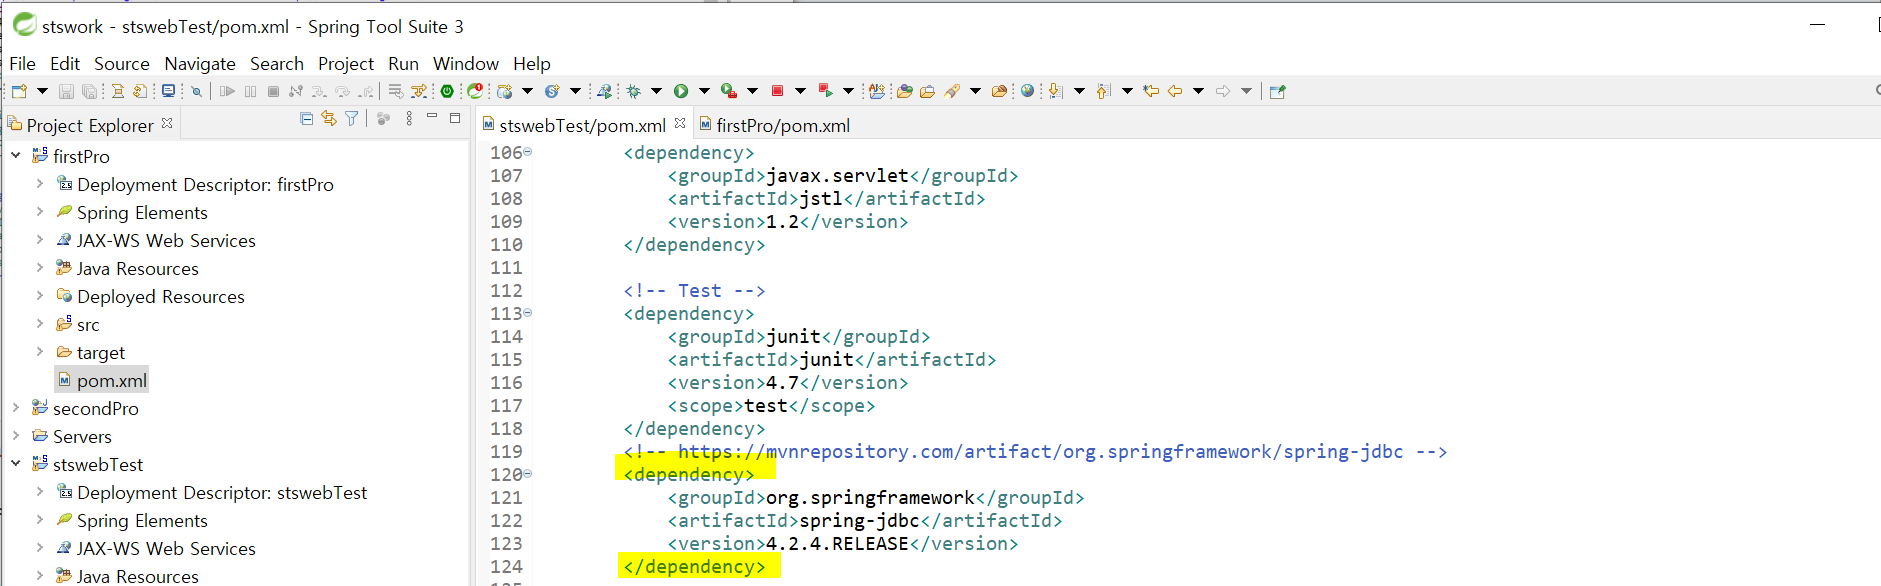 stswork - stswebTest/pom.xml - Spring Tool Suite 3
File Edit Source Navigate Search Project Run Window Help
Project Explorer
firstPro
Deployment Descriptor: firstPro
Spring Elements
JAX-WS Web Services
Java Resources
Deployed Resources
src
target
pom.xml
secondPro
Servers
stswebTest
Deployment Descriptor: stswebTest
Spring Elements
JAX-WS Web Services
Java Resources
stswebTest/pom.xml firstPro/pom.xml
106 <dependency>
107 <groupId>javax.servlet</groupId>
108 <artifactId>jstl</artifactId>
109 <version>1.2</version>
110 </dependency>
111
112 <!-- Test -->
113 <dependency>
114 <groupId>junit</groupId>
115 <artifactId>junit</artifactId>
116 <version>4.7</version>
117 <scope>test</scope>
118 </dependency>
119 <!-- https://mvnrepository.com/artifact/org.springframework/spring-jdbc -->
120 <dependency>
121 <groupId>org.springframework</groupId>
122 <artifactId>spring-jdbc</artifactId>
123 <version>4.2.4.RELEASE</version>
124 </dependency>